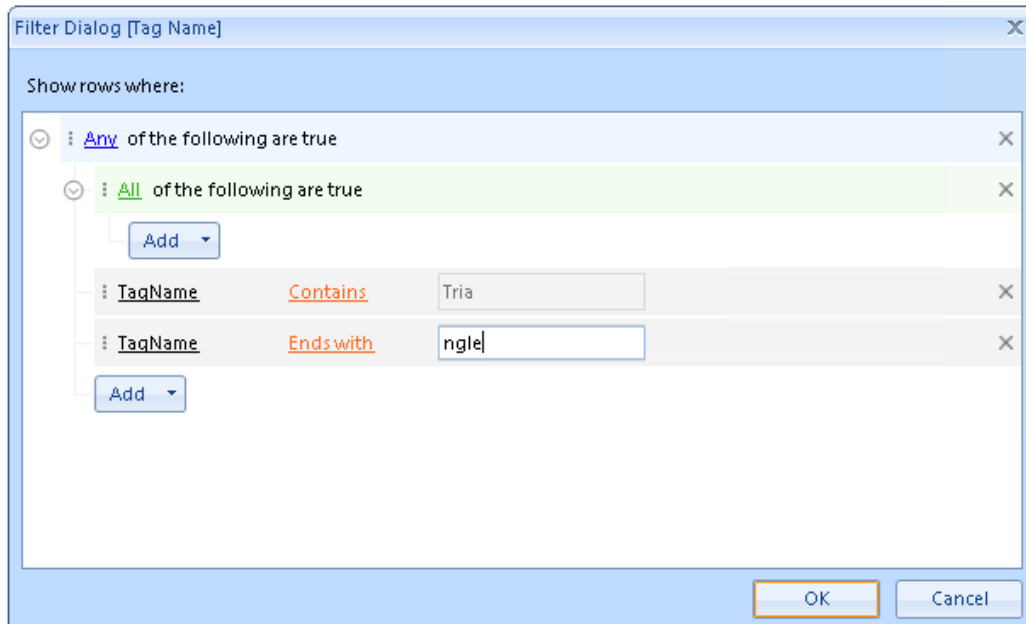 Filter Dialog [Tag Name]
Show rows where:
Any of the following are true
All of the following are true
Add
TagName Contains Tria
TagName Ends with ngle
Add
OK Cancel